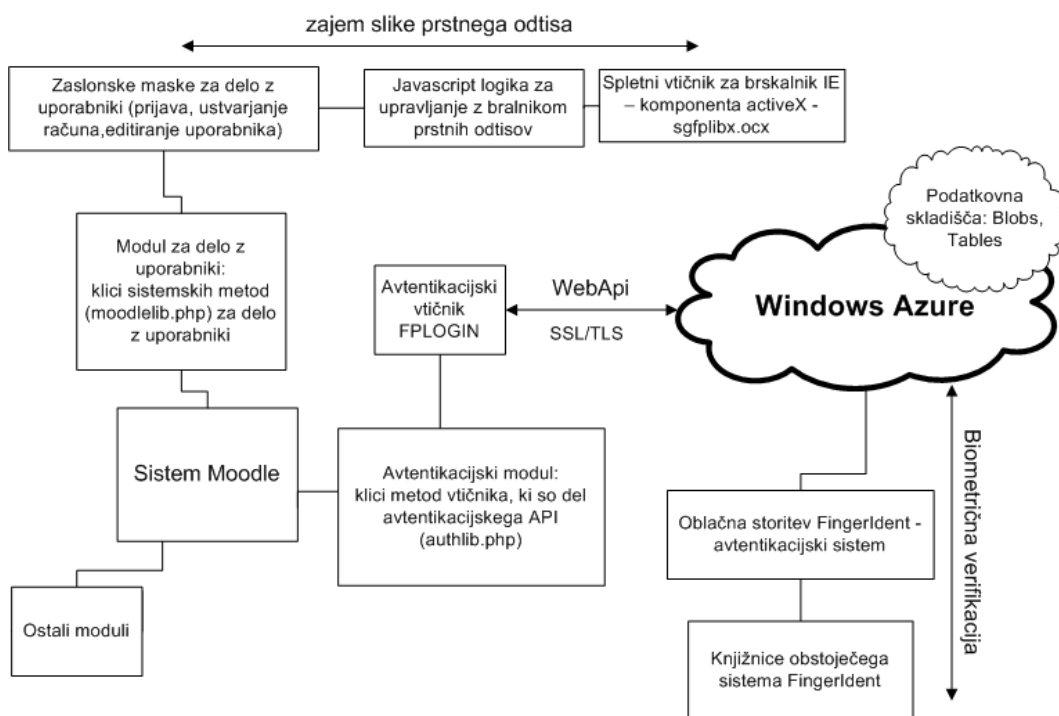 zajem slike prstnega odtisa
Zaslonske maske za delo z
uporabniki (prijava, ustvarjanje
računa,editiranje uporabnika)
Javascript logika za
upravljanje z bralnikom
prstnih odtisov
Spletni vtičnik za brskalnik IE
– komponenta activeX -
sgfplibx.ocx
Podatkovna
skladišča: Blobs,
Tables
Modul za delo z
uporabniki:
klici sistemskih metod
(moodlelib.php) za delo
z uporabniki
Avtentikacijski
vtičnik
FPLOGIN
WebApi
SSL/TLS
Windows Azure
Sistem Moodle
Avtentikacijski modul:
klici metod vtičnika, ki so del
avtentikacijskega API
(authlib.php)
Biometrična verifikacija
Oblačna storitev FingerIdent -
avtentikacijski sistem
Ostali moduli
Knjižnice obstoječega
sistema FingerIdent